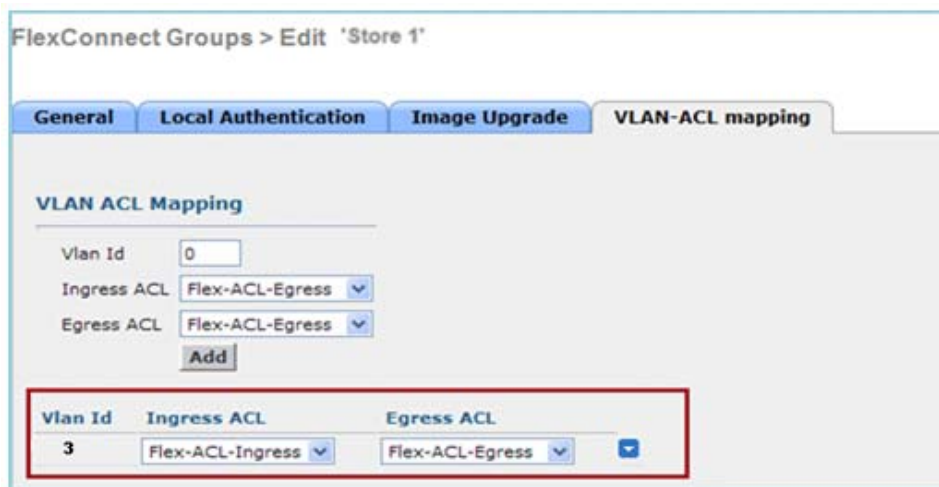 FlexConnect Groups > Edit 'Store 1'
General Local Authentication Image Upgrade VLAN-ACL mapping
VLAN ACL Mapping
Vlan Id 0
Ingress ACL Flex-ACL-Egress
Egress ACL Flex-ACL-Egress
Add
Vlan Id Ingress ACL Egress ACL
3 Flex-ACL-Ingress Flex-ACL-Egress